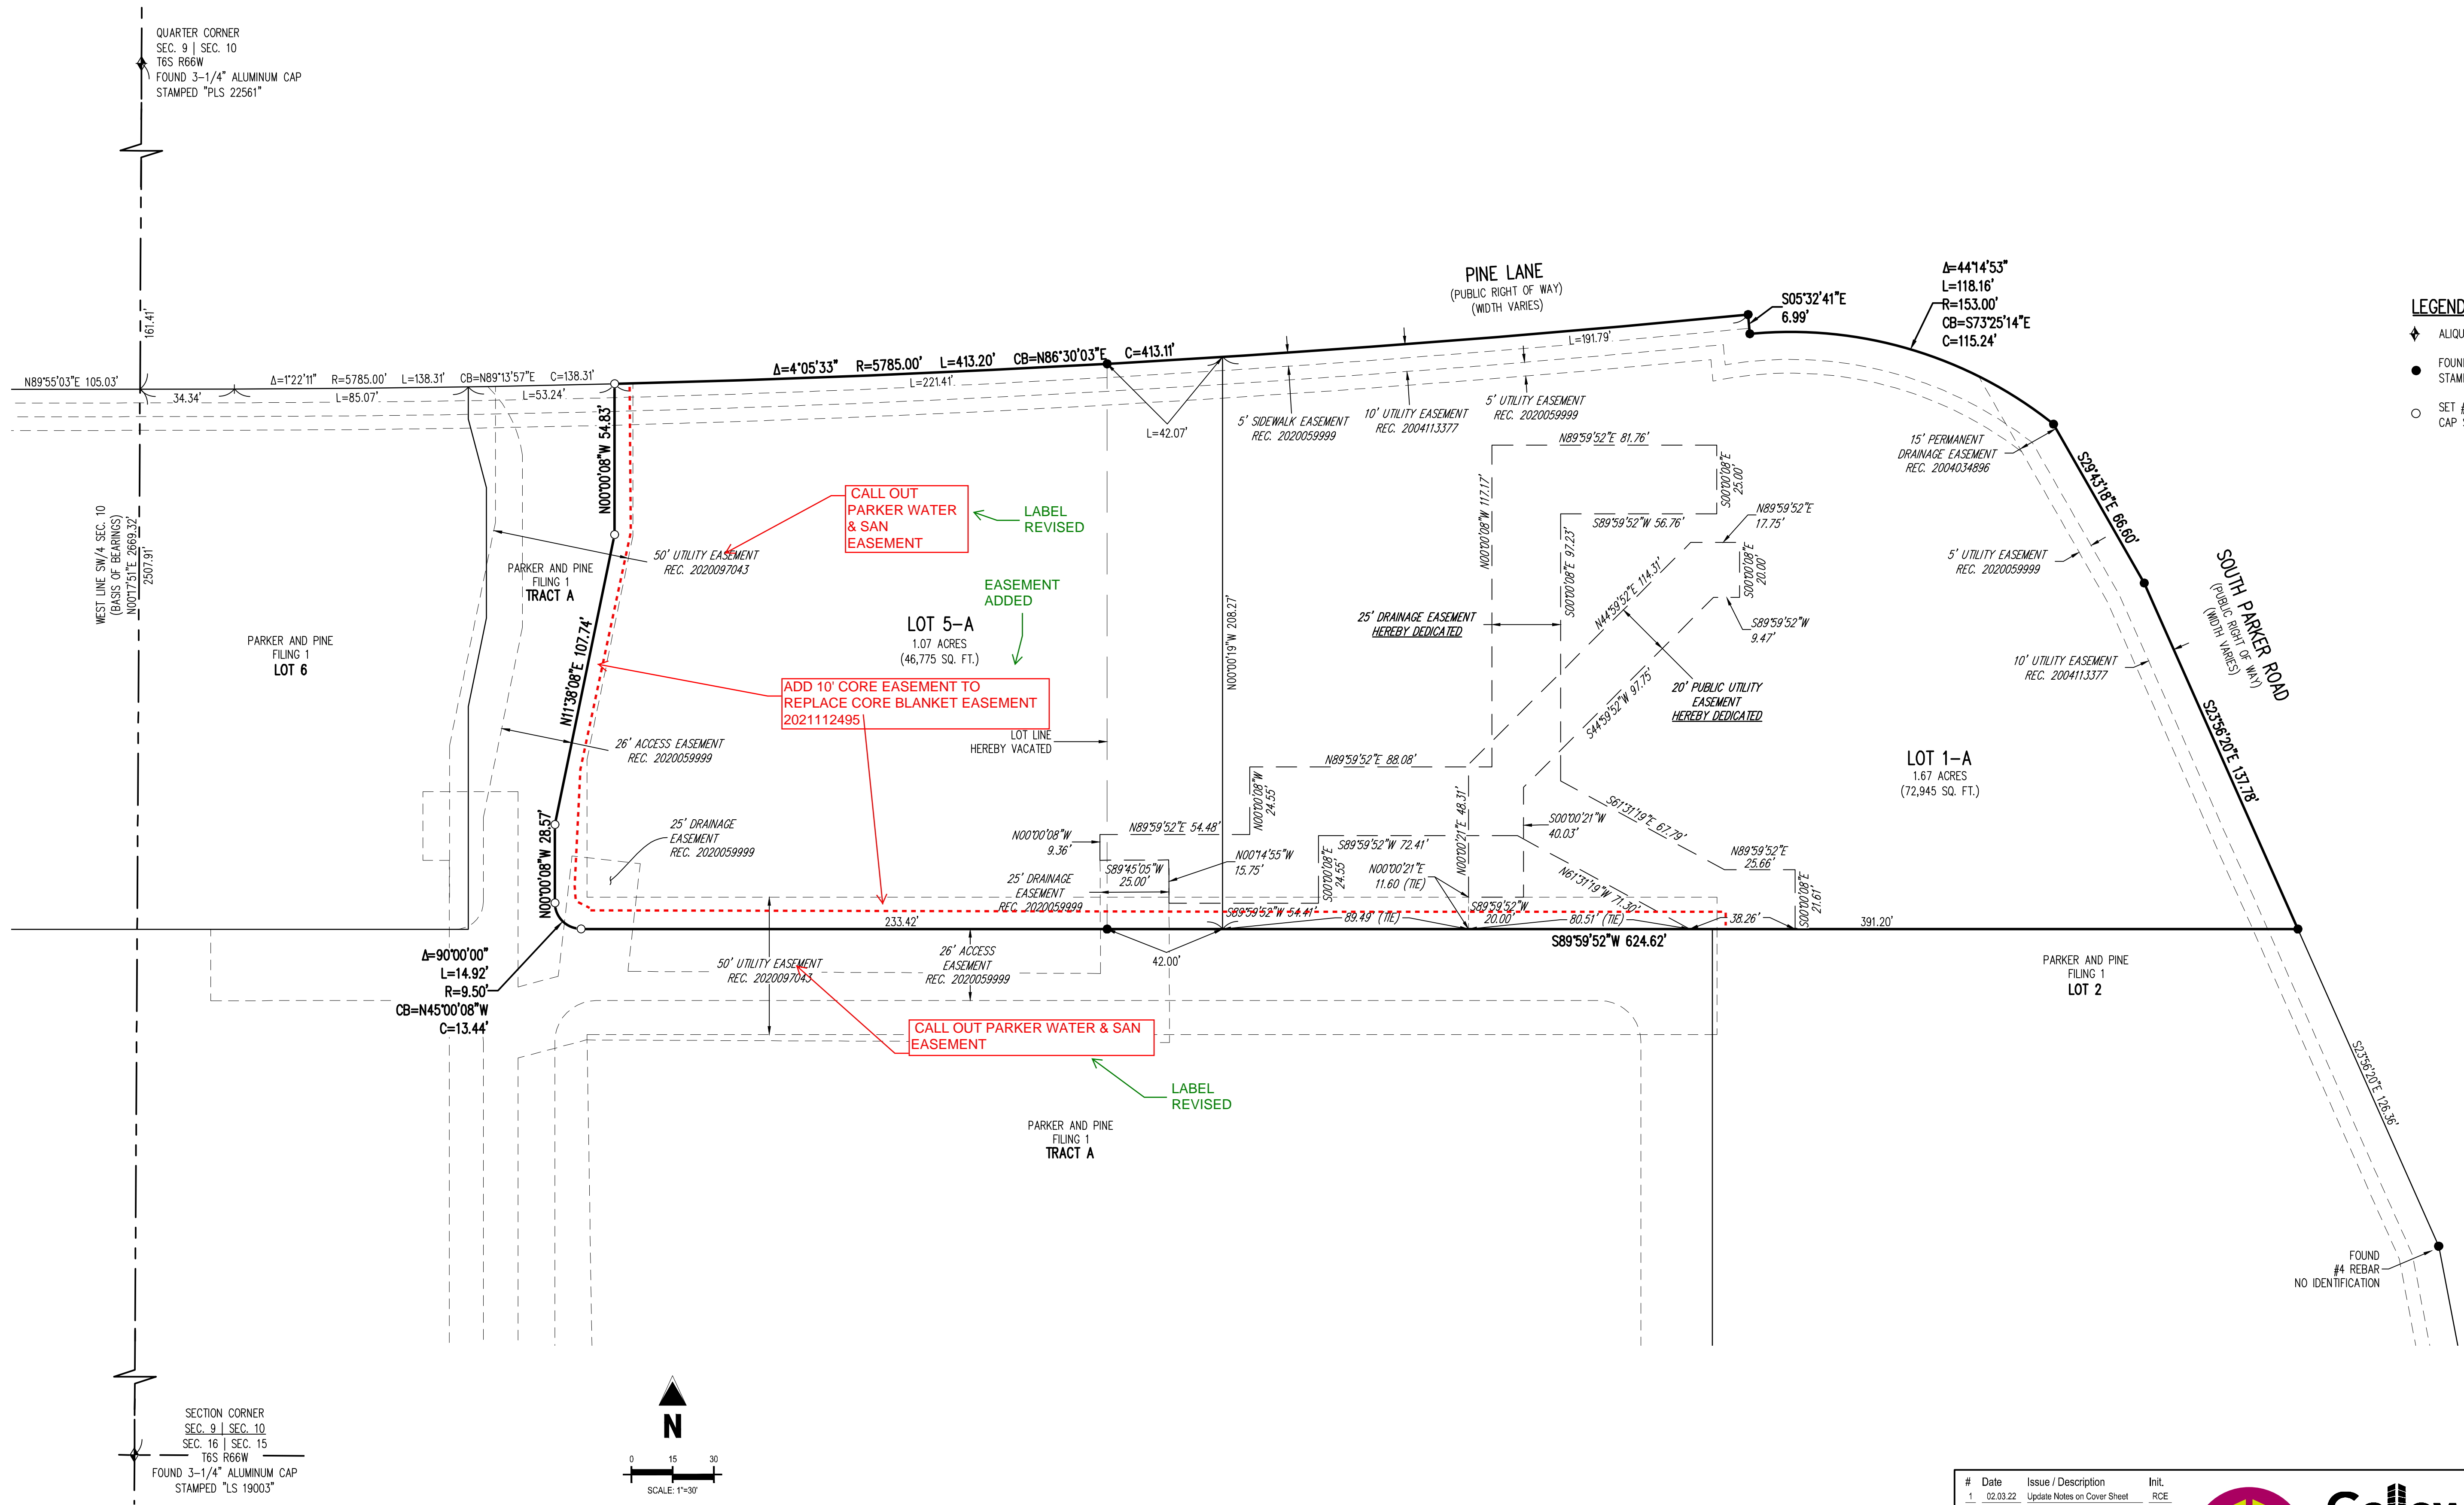 QUARTER CORNER
SEC. 9 | SEC. 10
T6S R66W
FOUND 3-1/4" ALUMINUM CAP
STAMPED "PLS 22561"
161.41'
N89°55'03"E 105.03'
34.34'
Δ=1°22'11" R=5785.00' L=138.31' CB=N89°13'57"E C=138.31'
L=85.07'
L=53.24'
Δ=4°05'33" R=5785.00' L=413.20' CB=N86°30'03"E C=413.11'
L=221.41'
L=42.07'
L=191.79'
PINE LANE
(PUBLIC RIGHT OF WAY)
(WIDTH VARIES)
S05°32'41"E
6.99'
Δ=44°14'53"
L=118.16'
R=153.00'
CB=S73°25'14"E
C=115.24'
LEGEND
ALIQU
FOUN
STAM
SET #
CAP S
5' SIDEWALK EASEMENT
REC. 2020059999
10' UTILITY EASEMENT
REC. 2004113377
5' UTILITY EASEMENT
REC. 2020059999
15' PERMANENT
DRAINAGE EASEMENT
REC. 2004034896
S29°43'18"E 66.60'
5' UTILITY EASEMENT
REC. 2020059999
SOUTH PARKER ROAD
(PUBLIC RIGHT OF WAY)
(WIDTH VARIES)
10' UTILITY EASEMENT
REC. 2004113377
S23°56'20"E 137.78'
WEST LINE SW/4 SEC. 10
(BASIS OF BEARINGS)
N00°17'51"E 2669.32'
2507.91'
PARKER AND PINE
FILING 1
LOT 6
PARKER AND PINE
FILING 1
TRACT A
N00°00'08"W 54.83'
N11°38'08"E 107.74'
N00°00'08"W 28.57'
50' UTILITY EASEMENT
REC. 2020097043
CALL OUT
PARKER WATER
& SAN
EASEMENT
LABEL
REVISED
EASEMENT
ADDED
LOT 5-A
1.07 ACRES
(46,775 SQ. FT.)
ADD 10' CORE EASEMENT TO
REPLACE CORE BLANKET EASEMENT
2021112495
LOT LINE
HEREBY VACATED
26' ACCESS EASEMENT
REC. 2020059999
25' DRAINAGE
EASEMENT
REC. 2020059999
N00°00'19"W 208.27'
N89°59'52"E 81.76'
S00°00'08"E
25.00'
S89°59'52"W 56.76'
N00°00'08"W 117.17'
S00°00'08"E 97.23'
N89°59'52"E
17.75'
S00°00'08"E
20.00'
S89°59'52"W
9.47'
N44°59'52"E 114.31'
S44°59'52"W 97.75'
25' DRAINAGE EASEMENT
HEREBY DEDICATED
20' PUBLIC UTILITY
EASEMENT
HEREBY DEDICATED
LOT 1-A
1.67 ACRES
(72,945 SQ. FT.)
N89°59'52"E 88.08'
N00°00'08"W
24.55'
N89°59'52"E 54.48'
N00°00'08"W
9.36'
S89°45'05"W
25.00'
N00°14'55"W
15.75'
25' DRAINAGE
EASEMENT
REC. 2020059999
S00°00'08"E
24.55'
S89°59'52"W 72.41'
N00°00'21"E
11.60 (TIE)
N00°00'21"E 48.31'
S00°00'21"W
40.03'
S61°31'19"E 67.79'
N89°59'52"E
25.66'
N61°31'19"W 71.30'
S00°00'08"E
21.61'
S89°59'52"W
20.00'
S89°59'52"W 54.41'
89.49' (TIE)
80.51' (TIE)
38.26'
391.20'
233.42'
42.00'
S89°59'52"W 624.62'
Δ=90°00'00"
L=14.92'
R=9.50'
CB=N45°00'08"W
C=13.44'
50' UTILITY EASEMENT
REC. 2020097043
26' ACCESS
EASEMENT
REC. 2020059999
CALL OUT PARKER WATER & SAN
EASEMENT
LABEL
REVISED
PARKER AND PINE
FILING 1
TRACT A
PARKER AND PINE
FILING 1
LOT 2
S23°56'20"E 126.36'
FOUND
#4 REBAR
NO IDENTIFICATION
SECTION CORNER
SEC. 9 | SEC. 10
SEC. 16 | SEC. 15
T6S R66W
FOUND 3-1/4" ALUMINUM CAP
STAMPED "LS 19003"
N
0 15 30
SCALE: 1"=30'
# Date Issue / Description Init.
1 02.03.22 Update Notes on Cover Sheet RCE